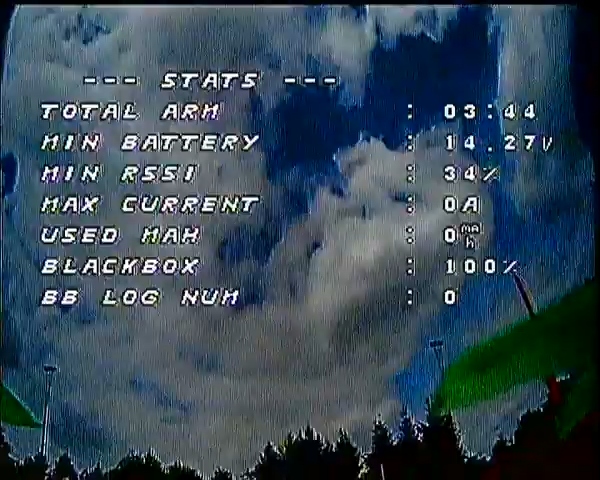 --- STATS ---
TOTAL ARM : 03:44
MIN BATTERY : 14.27V
MIN RSSI : 34%
MAX CURRENT : 0A
USED MAH : 0mah
BLACKBOX : 100%
BB LOG NUM : 0